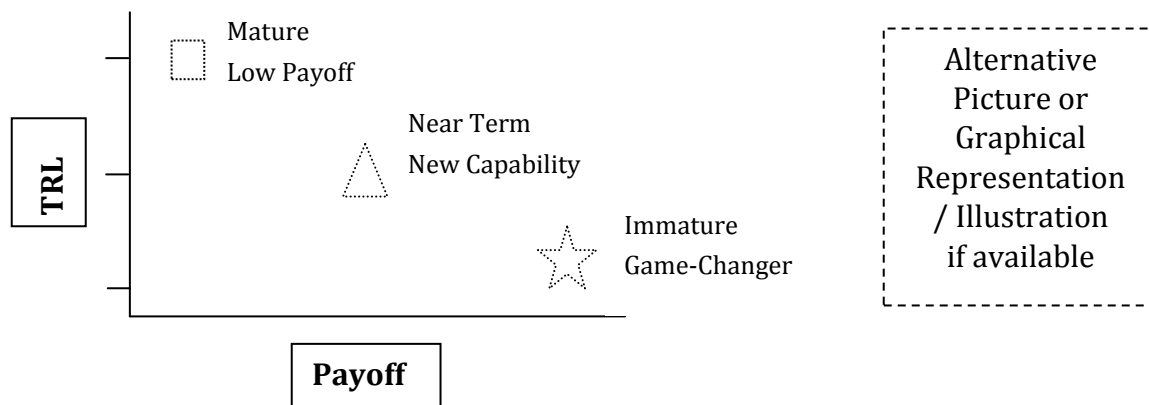 Mature
Low Payoff
Near Term
New Capability
Immature
Game-Changer
TRL
Payoff
Alternative
Picture or
Graphical
Representation
/ Illustration
if available